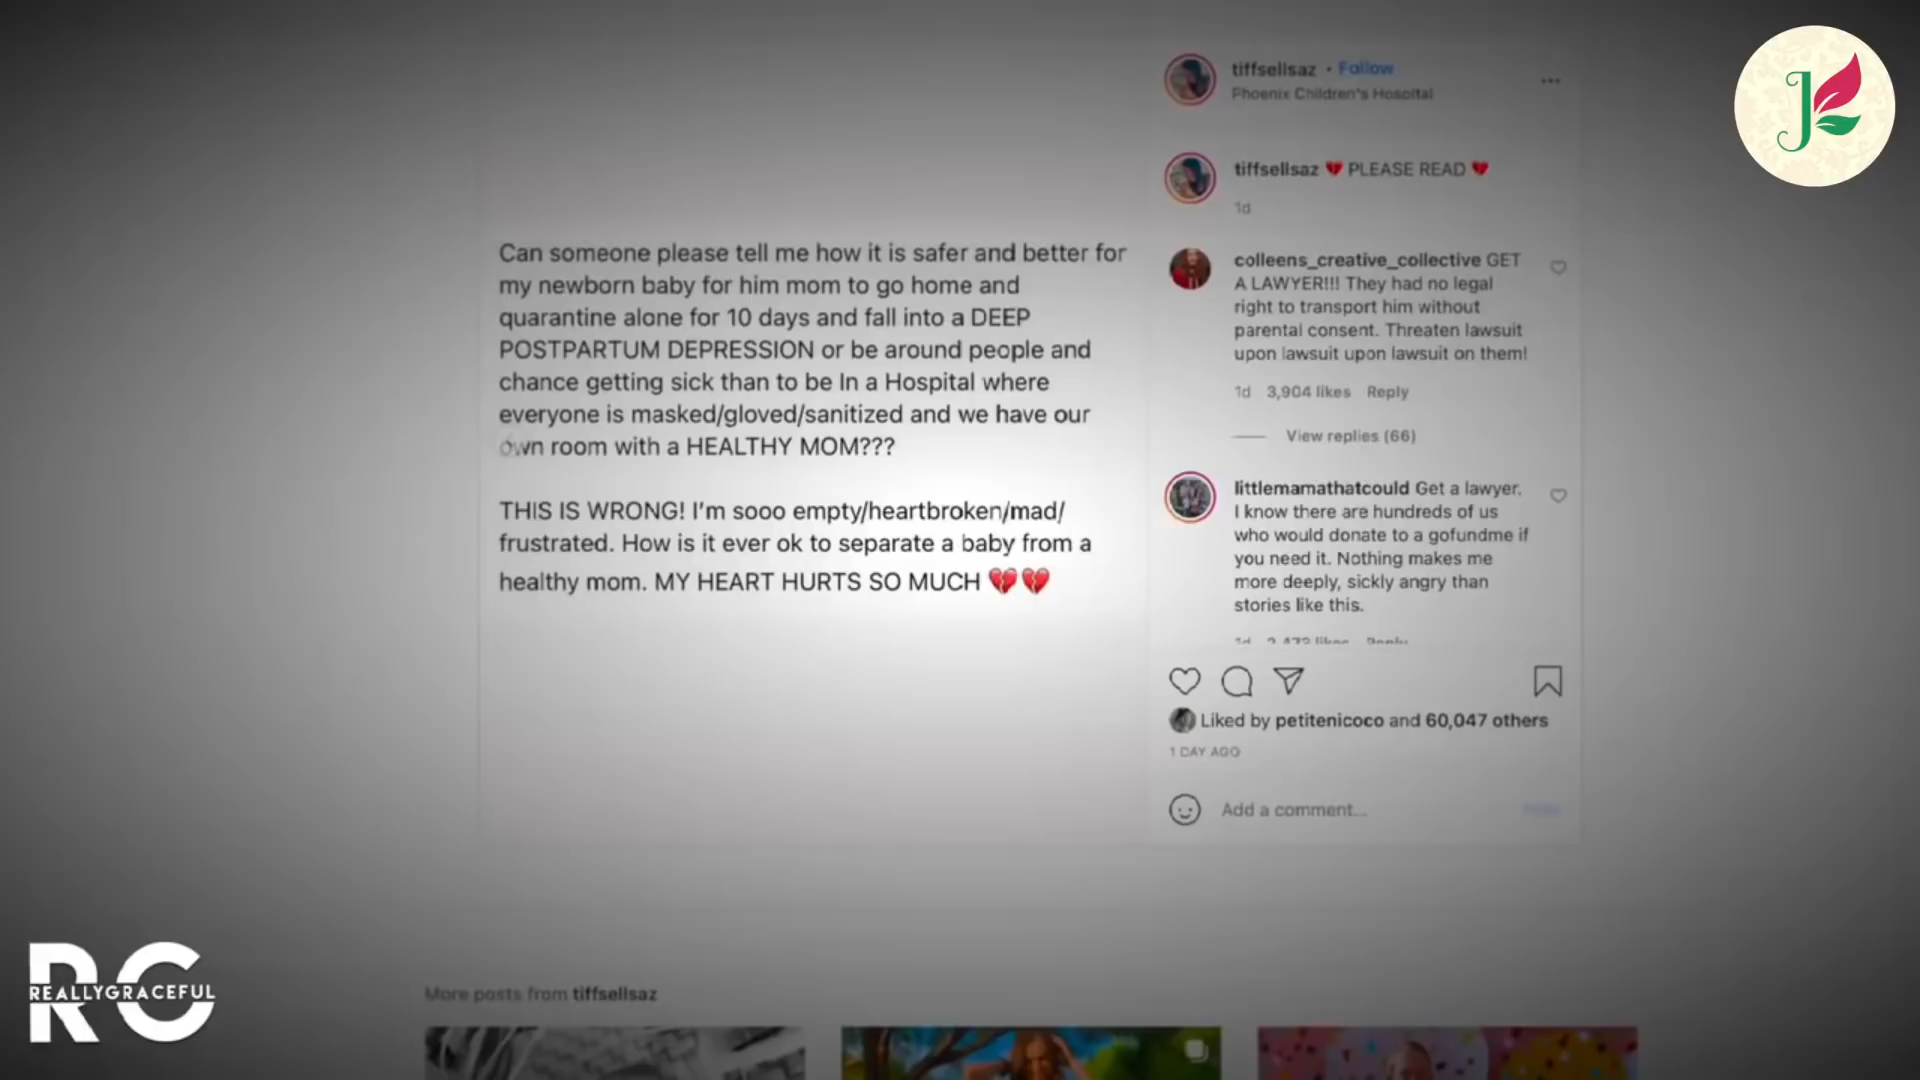 Can someone please tell me how it is safer and better for
my newborn baby for him mom to go home and
quarantine alone for 10 days and fall into a DEEP
POSTPARTUM DEPRESSION or be around people and
chance getting sick than to be In a Hospital where
everyone is masked/gloved/sanitized and we have our
own room with a HEALTHY MOM???
THIS IS WRONG! I'm sooo empty/heartbroken/mad/
frustrated. How is it ever ok to separate a baby from a
healthy mom. MY HEART HURTS SO MUCH 💔💔
tiffsellsaz • Follow
Phoenix Children's Hospital
tiffsellsaz 💔 PLEASE READ 💔
1d
colleens_creative_collective GET
A LAWYER!!! They had no legal
right to transport him without
parental consent. Threaten lawsuit
upon lawsuit upon lawsuit on them!
1d 3,904 likes Reply
View replies (66)
littlemamathatcould Get a lawyer.
I know there are hundreds of us
who would donate to a gofundme if
you need it. Nothing makes me
more deeply, sickly angry than
stories like this.
Liked by petitenicoco and 60,047 others
1 DAY AGO
Add a comment...
More posts from tiffsellsaz
RG
REALLYGRACEFUL
J